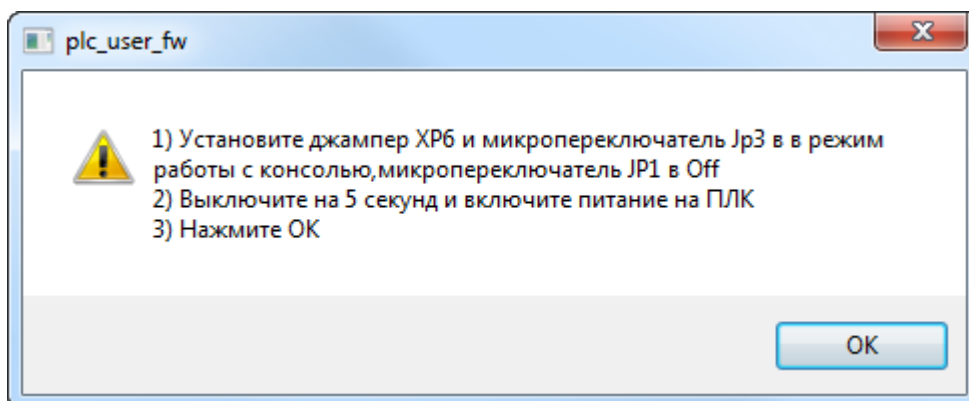 plc_user_fw
1) Установите джампер XP6 и микропереключатель Jp3 в в режим
работы с консолью,микропереключатель JP1 в Off
2) Выключите на 5 секунд и включите питание на ПЛК
3) Нажмите ОК
OK